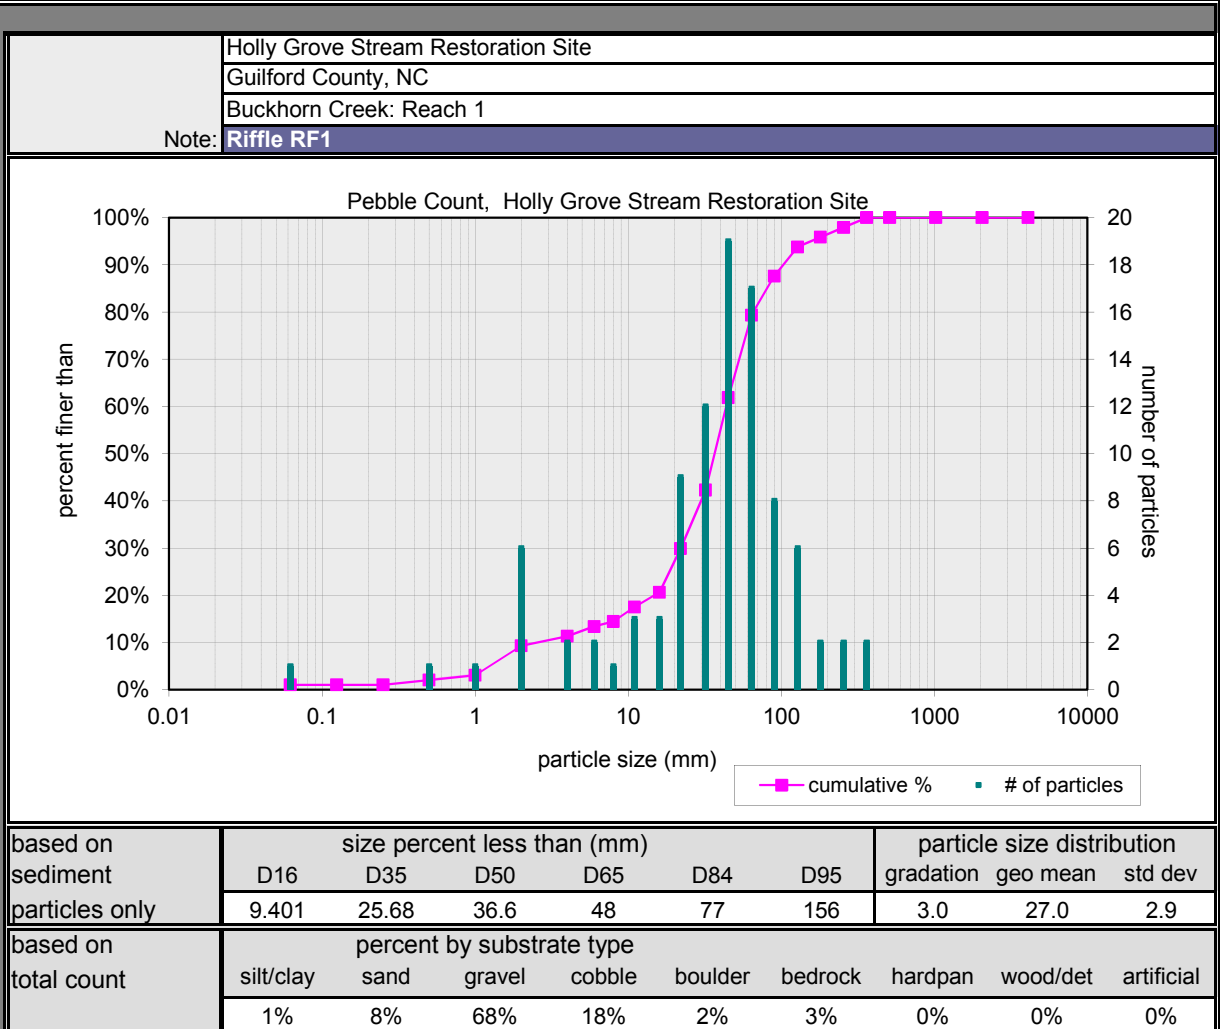 Holly Grove Stream Restoration Site
Guilford County, NC
Buckhorn Creek: Reach 1
Note: Riffle RF1
Pebble Count, Holly Grove Stream Restoration Site
100%
90%
80%
70%
60%
50%
40%
30%
20%
10%
0%
percent finer than
20
18
16
14
12
10
8
6
4
2
0
number of particles
0.01 0.1 1 10 100 1000 10000
particle size (mm)
cumulative % # of particles
based on size percent less than (mm) particle size distribution
sediment D16 D35 D50 D65 D84 D95 gradation geo mean std dev
particles only 9.401 25.68 36.6 48 77 156 3.0 27.0 2.9
based on percent by substrate type
total count silt/clay sand gravel cobble boulder bedrock hardpan wood/det artificial
1% 8% 68% 18% 2% 3% 0% 0% 0%